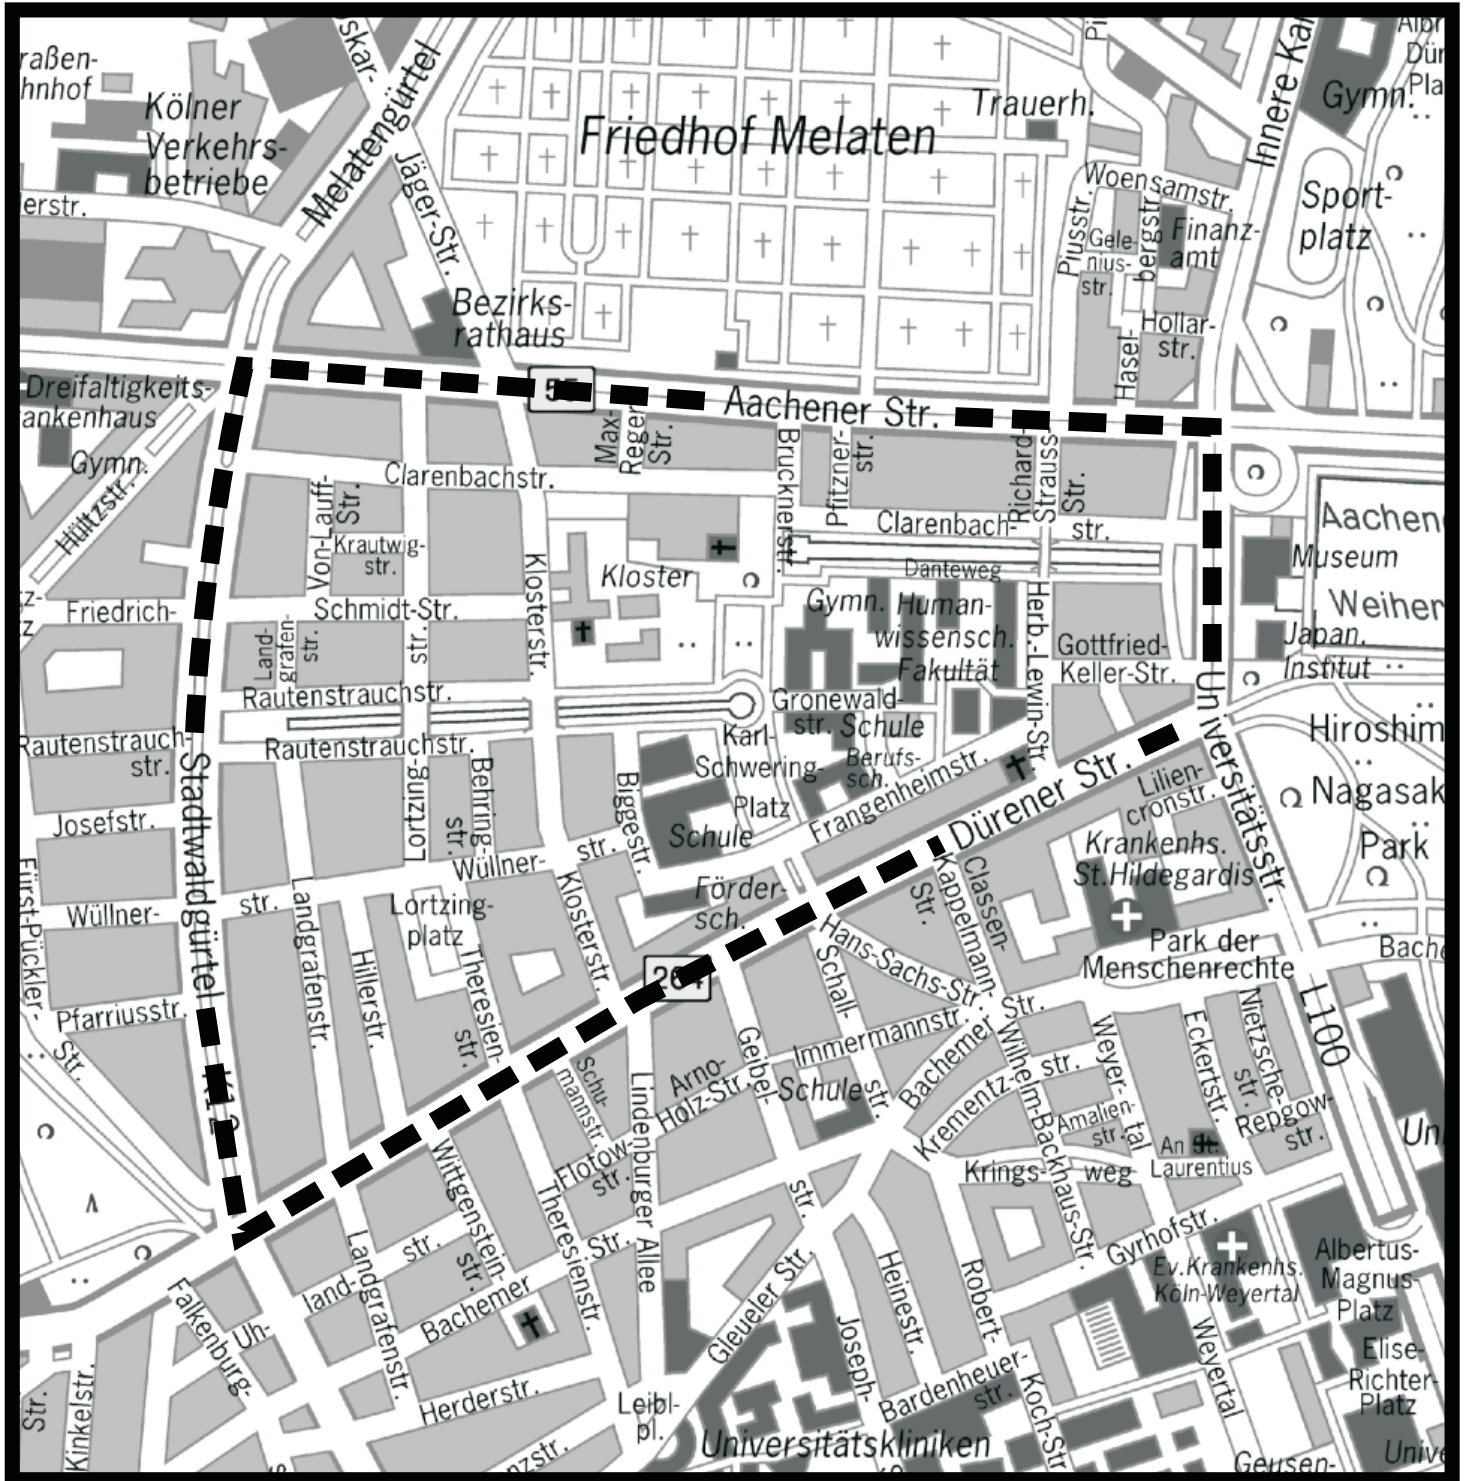 Kölner
Verkehrs-
betriebe
Melatengürtel
Jäger-Str.
Friedhof Melaten
Trauerh.
Innere Kai
Gymn.
Woensamstr.
Piusstr.
Gele-
nius-
str.
bergstr.
Hasel-
Finanz-
amt
Hollar-
str.
Sport-
platz
Bezirks-
rathaus
Dreifaltigkeits-
ankenhaus
Gymn.
Hültzstr.
Aachener Str.
Max-
Reger
Str.
Clarenbachstr.
Von-Lauff-
Str.
Krautwig-
str.
Brucknerstr.
Pfitzner-
str.
Richard-
Strauss
Str.
Clarenbach-
str.
Danteweg
Kloster
Klosterstr.
Gymn.
Human-
wissensch.
Fakultät
Herb.-Lewin-Str.
Gottfried-
Keller-Str.
Museum
Aachen
Weiher
Japan.
Institut
Friedrich-
Schmidt-Str.
Land-
grafen-
str.
str.
Rautenstrauchstr.
Rautenstrauch-
str.
Rautenstrauchstr.
Gronewald-
str.
Schule
Karl-
Schwering-
Platz
Berufs-
sch.
Frangenheimstr.
Dürener Str.
Lilien-
cronstr.
Universitätsstr.
Hiroshim
Nagasak
Park
Stadtwaldgürtel
K12
Josefstr.
Lortzing-
Behring-
str.
Biggestr.
Schule
Wüllner-
str.
Krankenhs.
St.Hildegardis
Fürst-Pückler-
Str.
Wüllner-
str.
Landgrafenstr.
Hillerstr.
Lortzing-
platz
Theresien-
str.
Klosterstr.
Förder-
sch.
264
Kappelmann-
Str.
Classen-
Hans-Sachs-Str.
Schall-
str.
Str.
Park der
Menschenrechte
Bache
Pfarriusstr.
Schu-
mannstr.
Lindenburger Allee
Arno-
Holz-Str.
Geibel-
str.
Immermannstr.
Schule
Bachemer
Krementz-
str.
Wilhelm-Backhaus-Str.
Weyer-
tal
Amalien-
str.
Eckertstr.
Nietzsche-
str.
Repgow-
str.
L100
An St.
Laurentius
Krings-
weg
Flotow-
str.
Wittgenstein-
str.
Theresienstr.
Landgrafenstr.
Uh-
land-
str.
Bachemer
Str.
Falkenburg-
Gleueler Str.
Heinestr.
Robert-
Koch-Str
Joseph-
Gyrhofstr.
Ev.Krankenhs.
Köln-Weyertal
Albertus-
Magnus-
Platz
Elise-
Richter-
Platz
Weyertal
Herderstr.
Leibl-
pl.
Bardenheuer-
str.
Universitätskliniken
Kinkelstr.
Str.
Geusen-